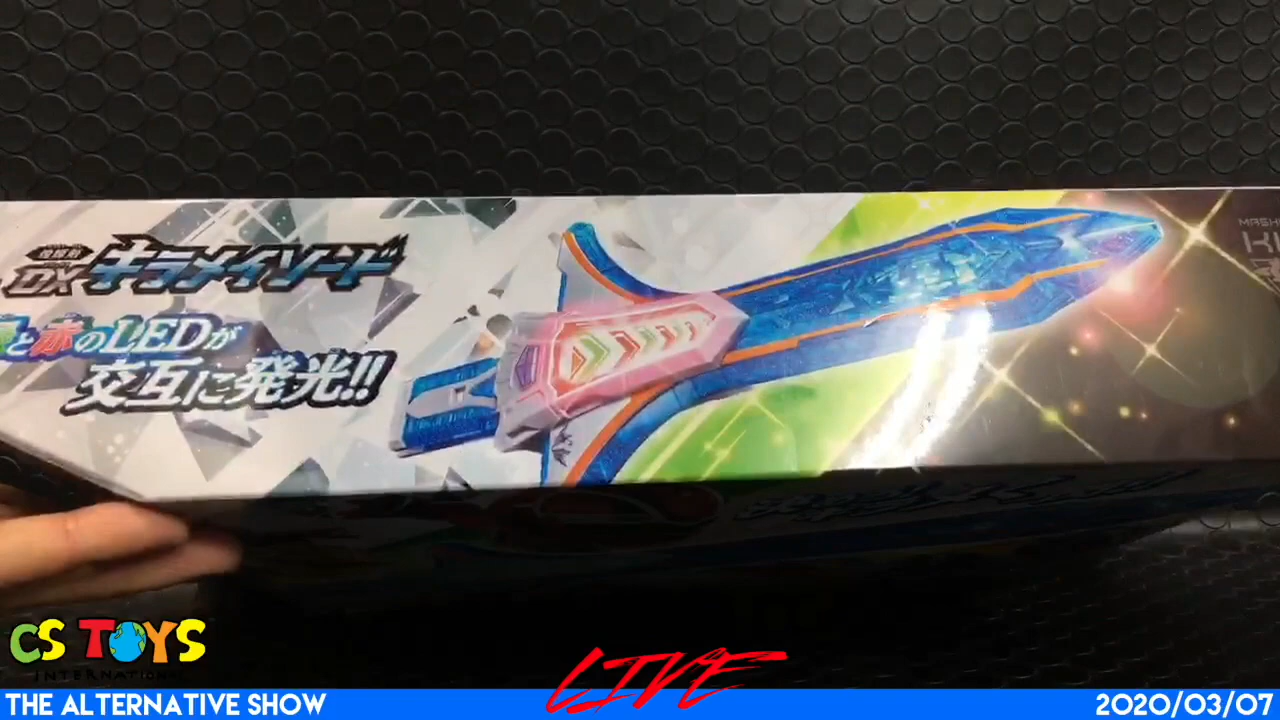 DX キラメイソード
と赤のLEDが
交互に発光!!
CS TOYS
INTERNATIONAL
LIVE
THE ALTERNATIVE SHOW
2020/03/07